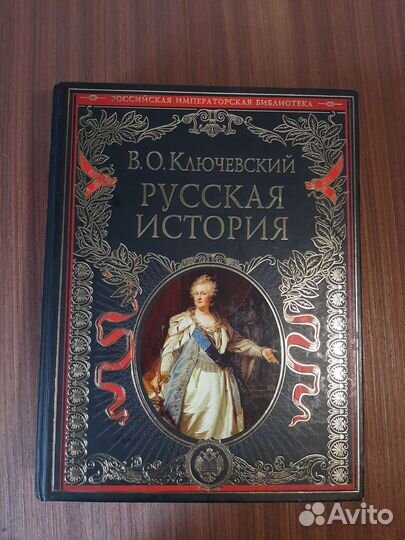 РОССИЙСКАЯ ИМПЕРАТОРСКАЯ БИБЛИОТЕКА
В. О. КЛЮЧЕВСКИЙ
РУССКАЯ
ИСТОРИЯ
Avito